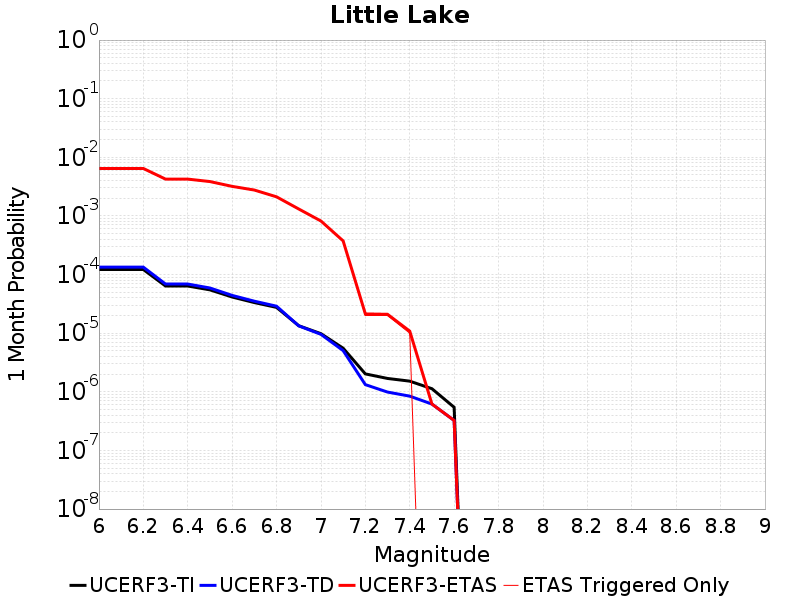 Little Lake
10^0
10^-1
10^-2
10^-3
10^-4
10^-5
10^-6
10^-7
10^-8
1 Month Probability
6 6.2 6.4 6.6 6.8 7 7.2 7.4 7.6 7.8 8 8.2 8.4 8.6 8.8 9
Magnitude
UCERF3-TI UCERF3-TD UCERF3-ETAS ETAS Triggered Only